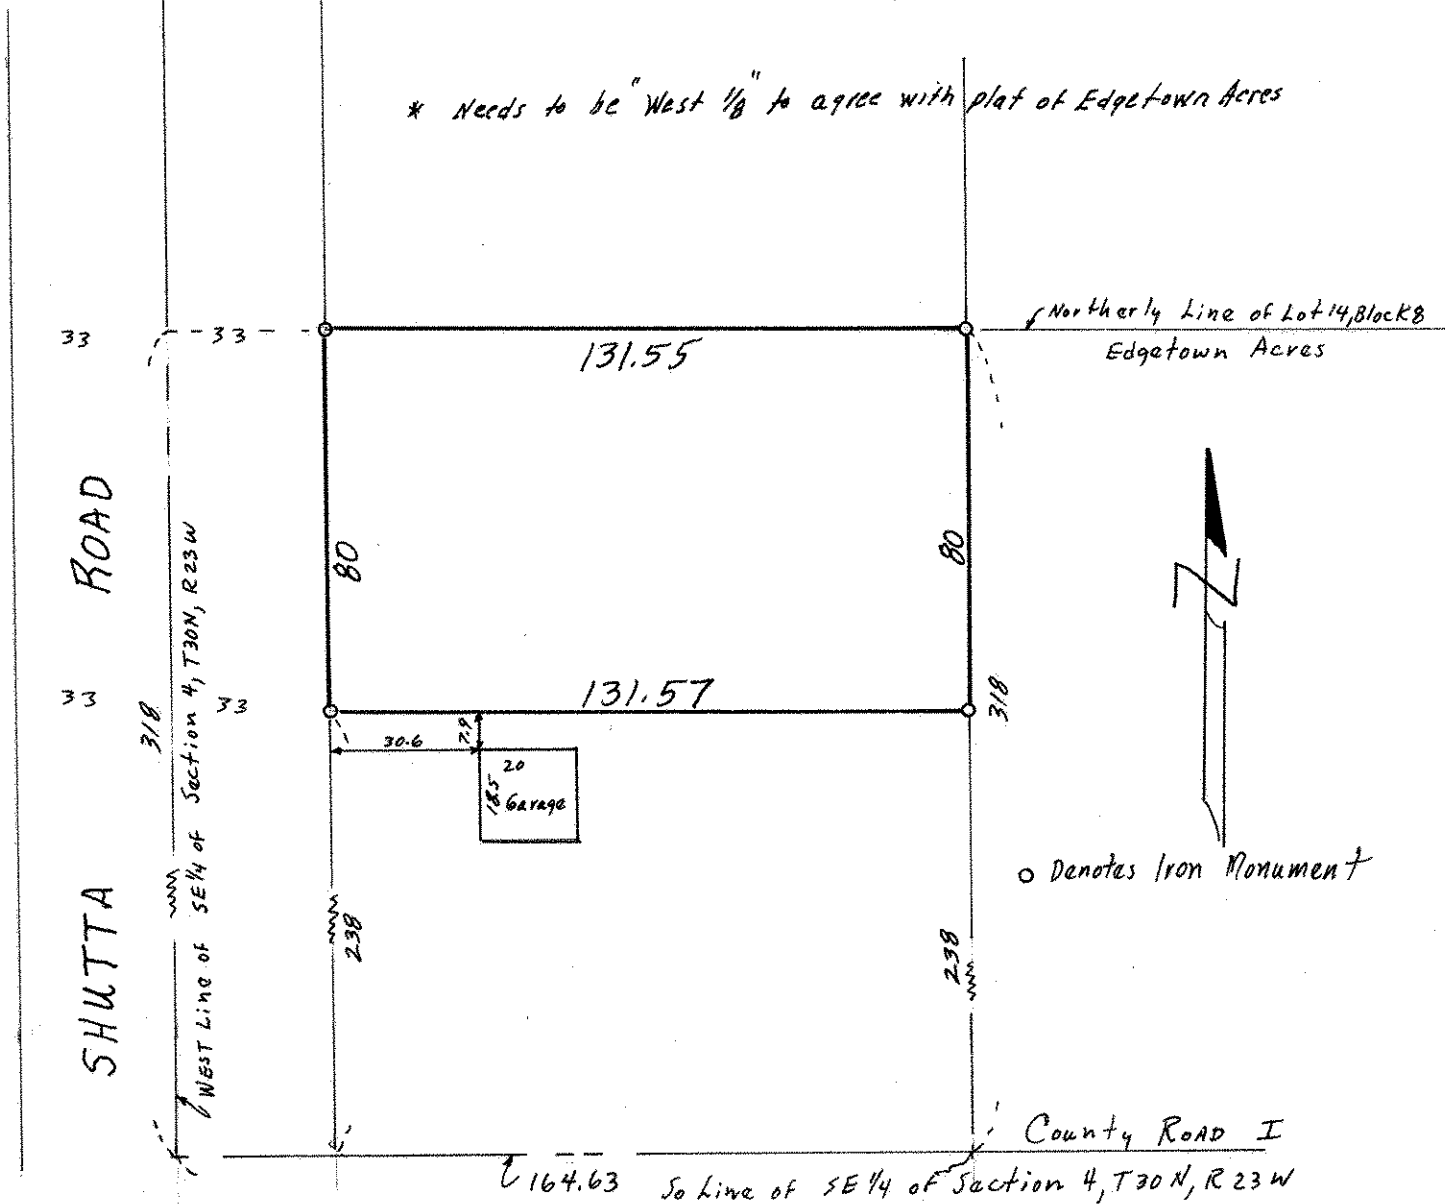 * Needs to be "West 1/8" to agree with plat of Edgetown Acres
Northerly Line of Lot 14, Block 8
Edgetown Acres
33
33
131.55
80
80
ROAD
SHUTTA
WEST Line of SE 1/4 of Section 4, T30N, R23W
318
33
33
131.57
318
30.6
7.9
20
18.5
Garage
238
238
N
o Denotes Iron Monument
County ROAD I
164.63
So Line of SE 1/4 of Section 4, T30N, R23W